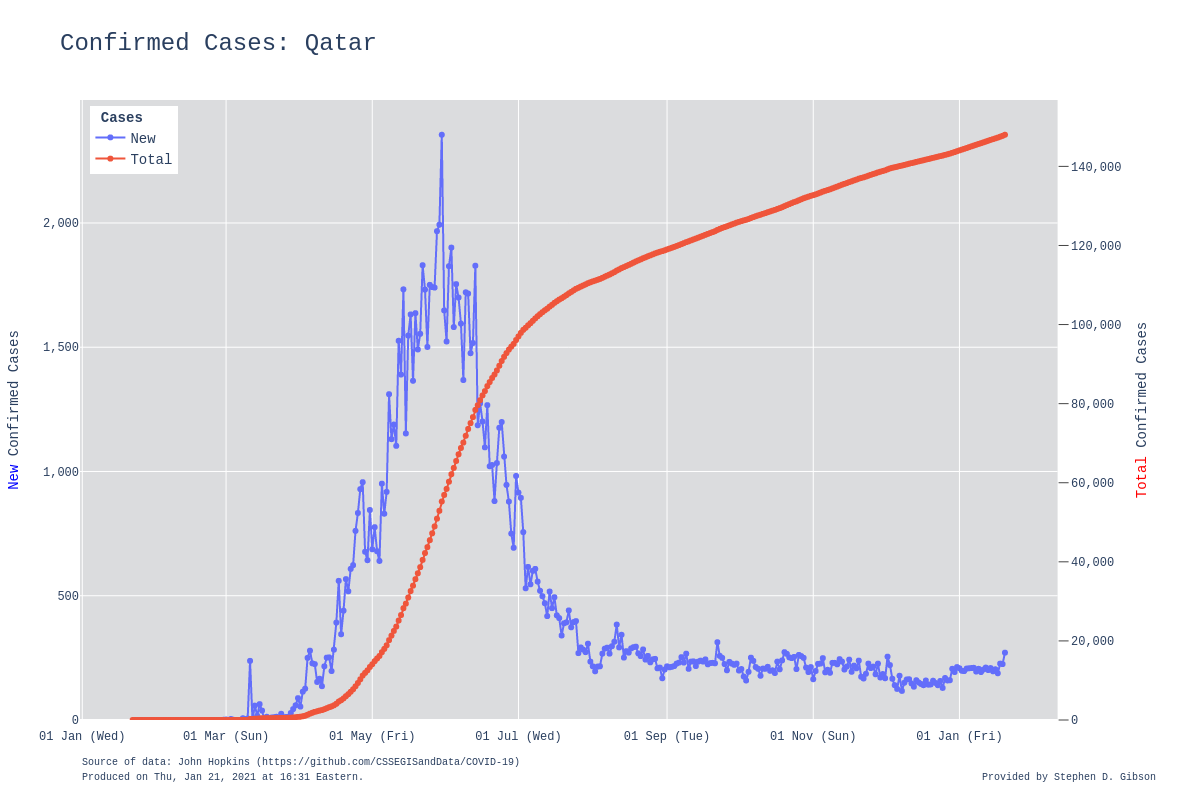 Confirmed Cases: Qatar
Cases
New
Total
2,000
1,500
1,000
500
0
140,000
120,000
100,000
80,000
60,000
40,000
20,000
0
New Confirmed Cases
Total Confirmed Cases
01 Jan (Wed)
01 Mar (Sun)
01 May (Fri)
01 Jul (Wed)
01 Sep (Tue)
01 Nov (Sun)
01 Jan (Fri)
Source of data: John Hopkins (https://github.com/CSSEGISandData/COVID-19)
Produced on Thu, Jan 21, 2021 at 16:31 Eastern.
Provided by Stephen D. Gibson